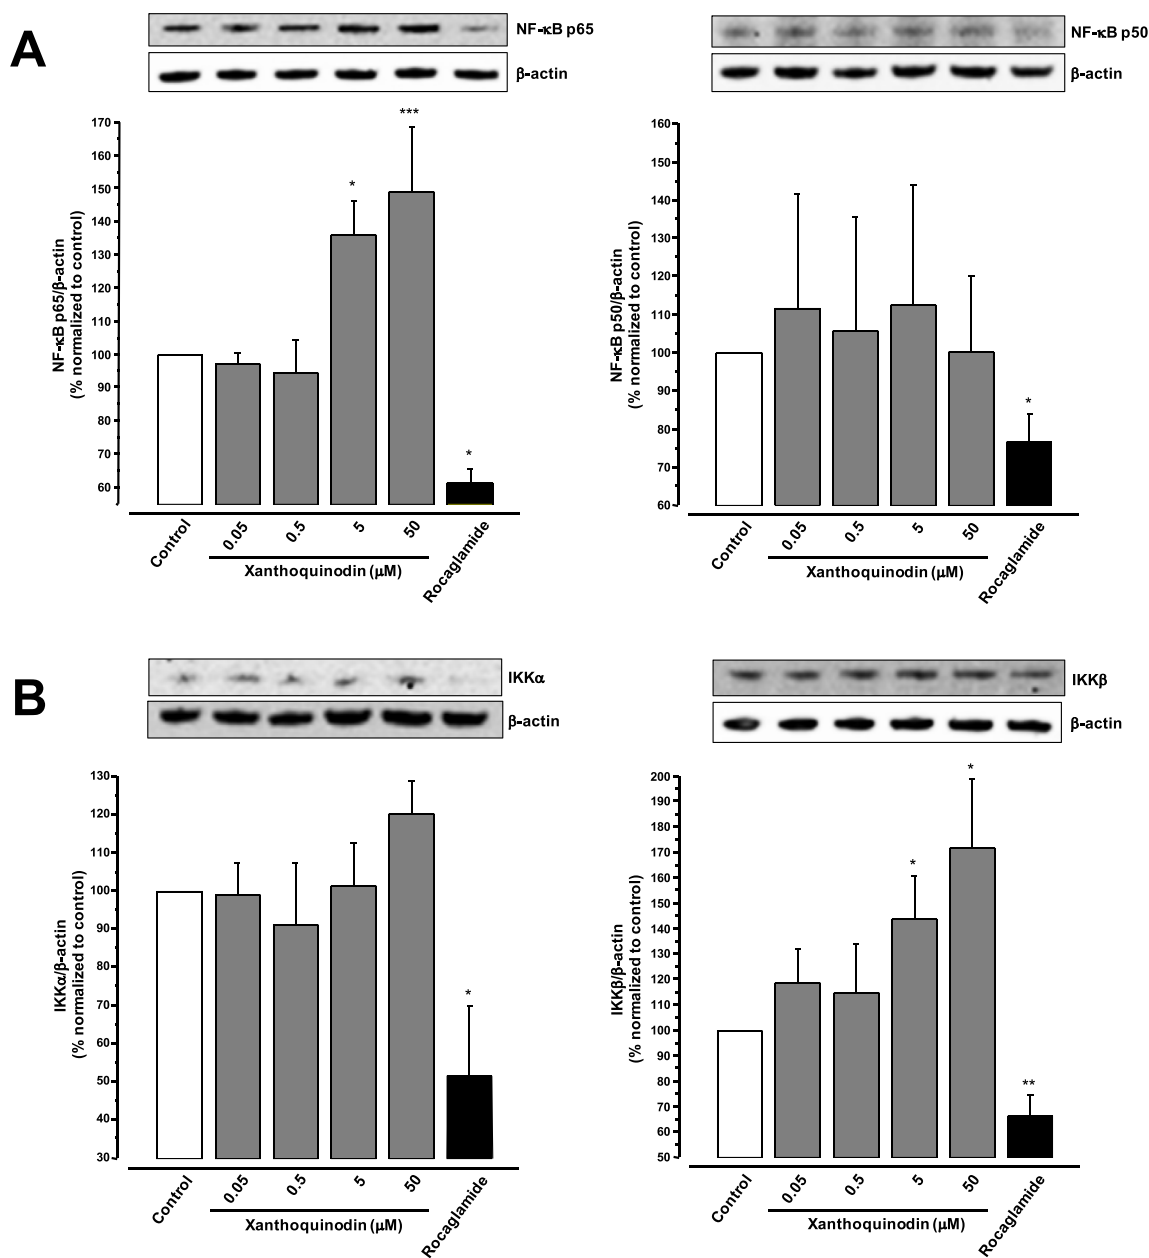 A
NF-κB p65
β-actin
***
*
*
170
160
150
140
130
120
110
100
90
80
70
60
NF-κB p65/β-actin
(% normalized to control)
Control
0.05
0.5
5
50
Rocaglamide
Xanthoquinodin (μM)
NF-κB p50
β-actin
*
160
150
140
130
120
110
100
90
80
70
60
NF-κB p50/β-actin
(% normalized to control)
Control
0.05
0.5
5
50
Rocaglamide
Xanthoquinodin (μM)
B
IKKα
β-actin
*
130
120
110
100
90
80
70
60
50
40
30
IKKα/β-actin
(% normalized to control)
Control
0.05
0.5
5
50
Rocaglamide
Xanthoquinodin (μM)
IKKβ
β-actin
*
*
**
200
190
180
170
160
150
140
130
120
110
100
90
80
70
60
50
IKKβ/β-actin
(% normalized to control)
Control
0.05
0.5
5
50
Rocaglamide
Xanthoquinodin (μM)